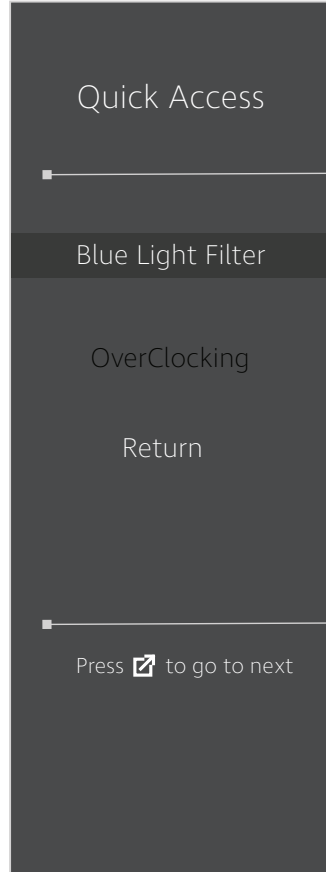 Quick Access
Blue Light Filter
OverClocking
Return
Press to go to next